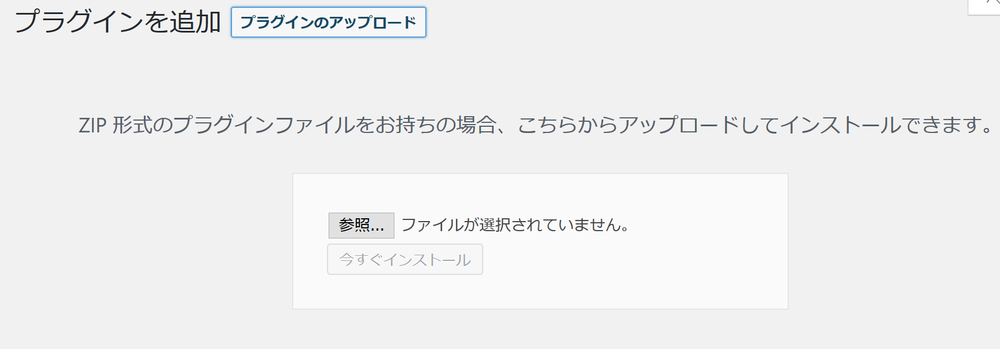 プラグインを追加 プラグインのアップロード
ZIP 形式のプラグインファイルをお持ちの場合、こちらからアップロードしてインストールできます。
参照... ファイルが選択されていません。
今すぐインストール